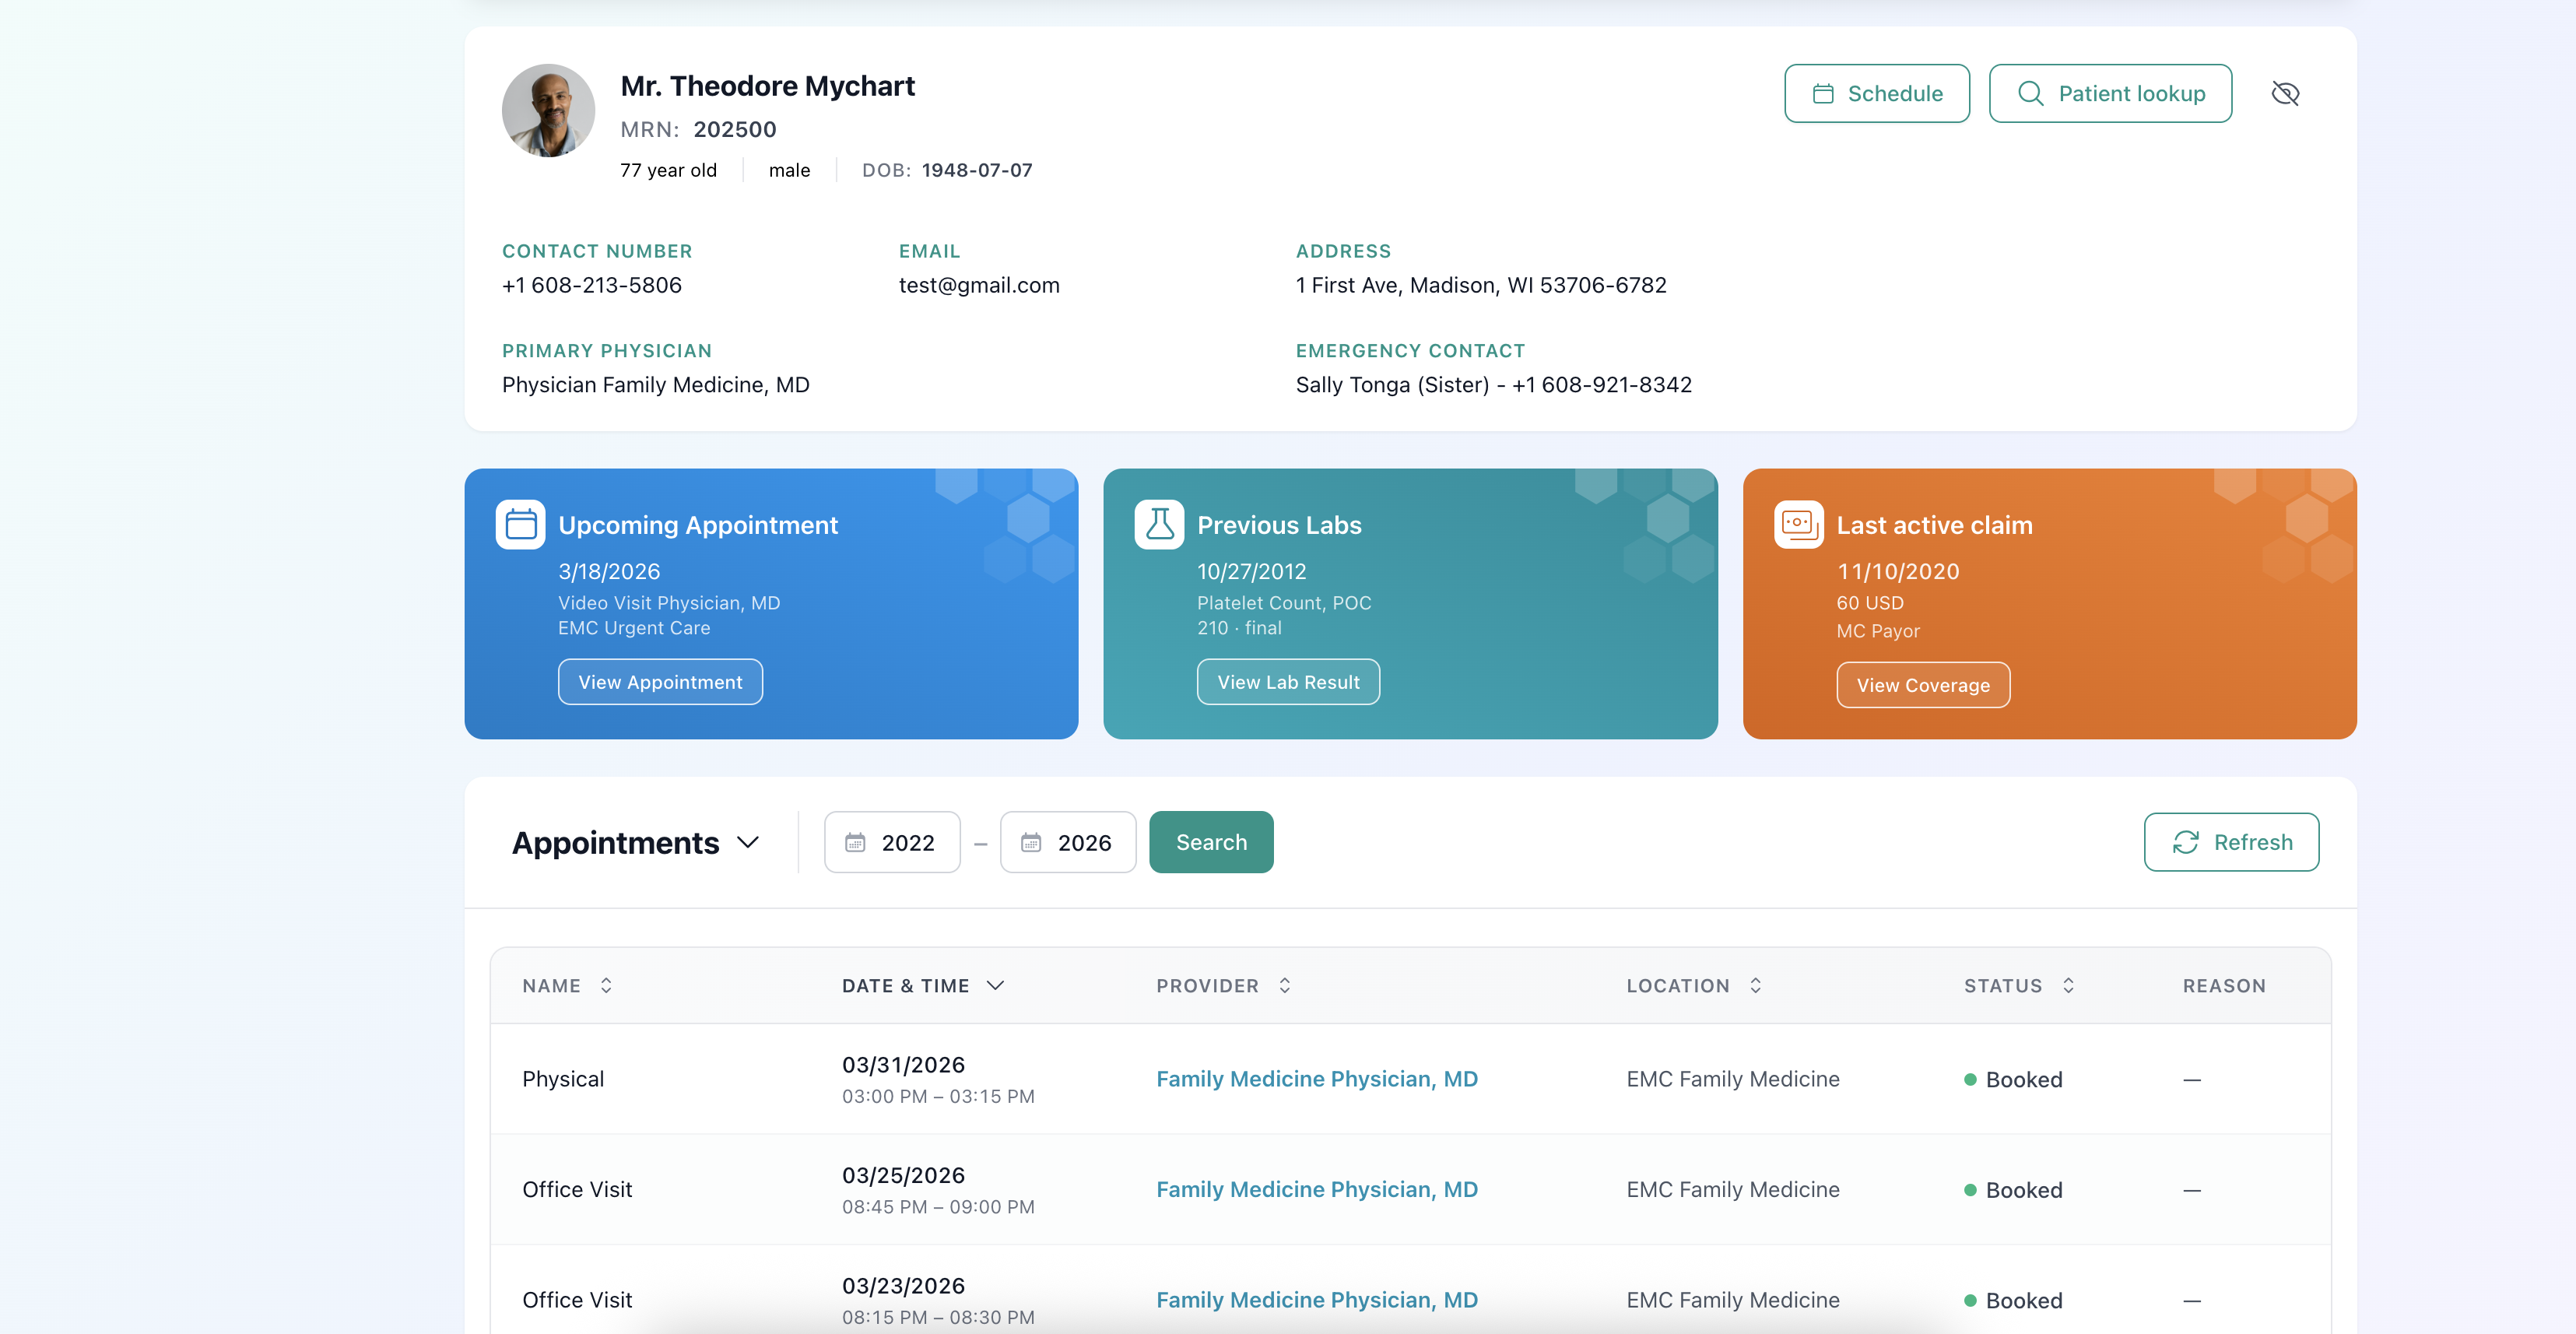 Mr. Theodore Mychart
MRN: 202500
77 year old male DOB: 1948-07-07
Schedule
Patient lookup
CONTACT NUMBER
+1 608-213-5806
EMAIL
test@gmail.com
ADDRESS
1 First Ave, Madison, WI 53706-6782
PRIMARY PHYSICIAN
Physician Family Medicine, MD
EMERGENCY CONTACT
Sally Tonga (Sister) - +1 608-921-8342
Upcoming Appointment
3/18/2026
Video Visit Physician, MD
EMC Urgent Care
View Appointment
Previous Labs
10/27/2012
Platelet Count, POC
210 · final
View Lab Result
Last active claim
11/10/2020
60 USD
MC Payor
View Coverage
Appointments 2022 – 2026 Search Refresh
NAME DATE & TIME PROVIDER LOCATION STATUS REASON
Physical 03/31/2026 Family Medicine Physician, MD EMC Family Medicine Booked —
03:00 PM – 03:15 PM
Office Visit 03/25/2026 Family Medicine Physician, MD EMC Family Medicine Booked —
08:45 PM – 09:00 PM
Office Visit 03/23/2026 Family Medicine Physician, MD EMC Family Medicine Booked —
08:15 PM – 08:30 PM